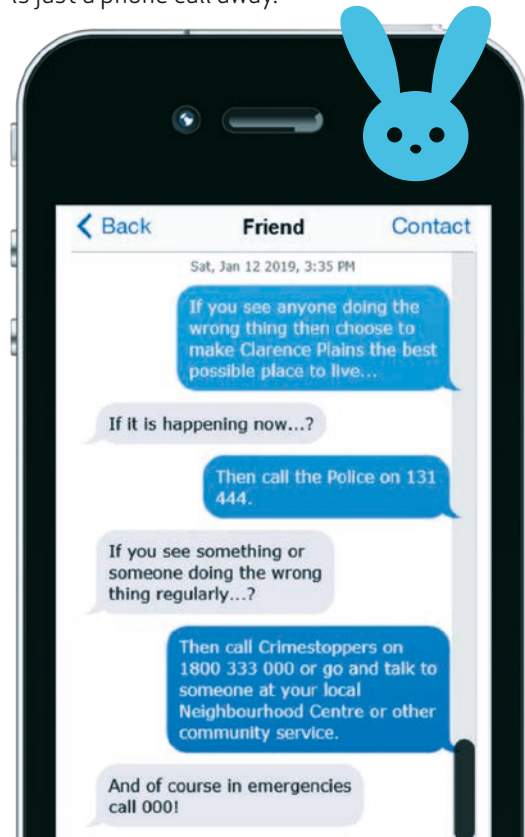 is just a phone call away.
Back Friend Contact
Sat, Jan 12 2019, 3:35 PM
If you see anyone doing the
wrong thing then choose to
make Clarence Plains the best
possible place to live...
If it is happening now...?
Then call the Police on 131
444.
If you see something or
someone doing the wrong
thing regularly...?
Then call Crimestoppers on
1800 333 000 or go and talk to
someone at your local
Neighbourhood Centre or other
community service.
And of course in emergencies
call 000!